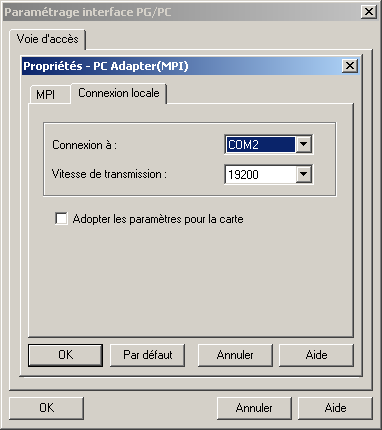 Paramétrage interface PG/PC
Voie d'accès
Propriétés - PC Adapter(MPI)
MPI
Connexion locale
Connexion à :
COM2
Vitesse de transmission :
19200
Adopter les paramètres pour la carte
OK
Par défaut
Annuler
Aide
OK
Annuler
Aide